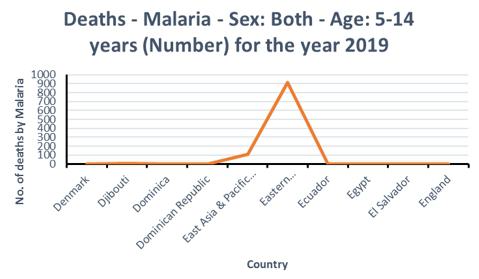 Deaths - Malaria - Sex: Both - Age: 5-14
years (Number) for the year 2019
No. of deaths by Malaria
1000
900
800
700
600
500
400
300
200
100
0
Denmark
Djibouti
Dominica
Dominican Republic
East Asia & Pacific...
Eastern...
Ecuador
Egypt
El Salvador
England
Country